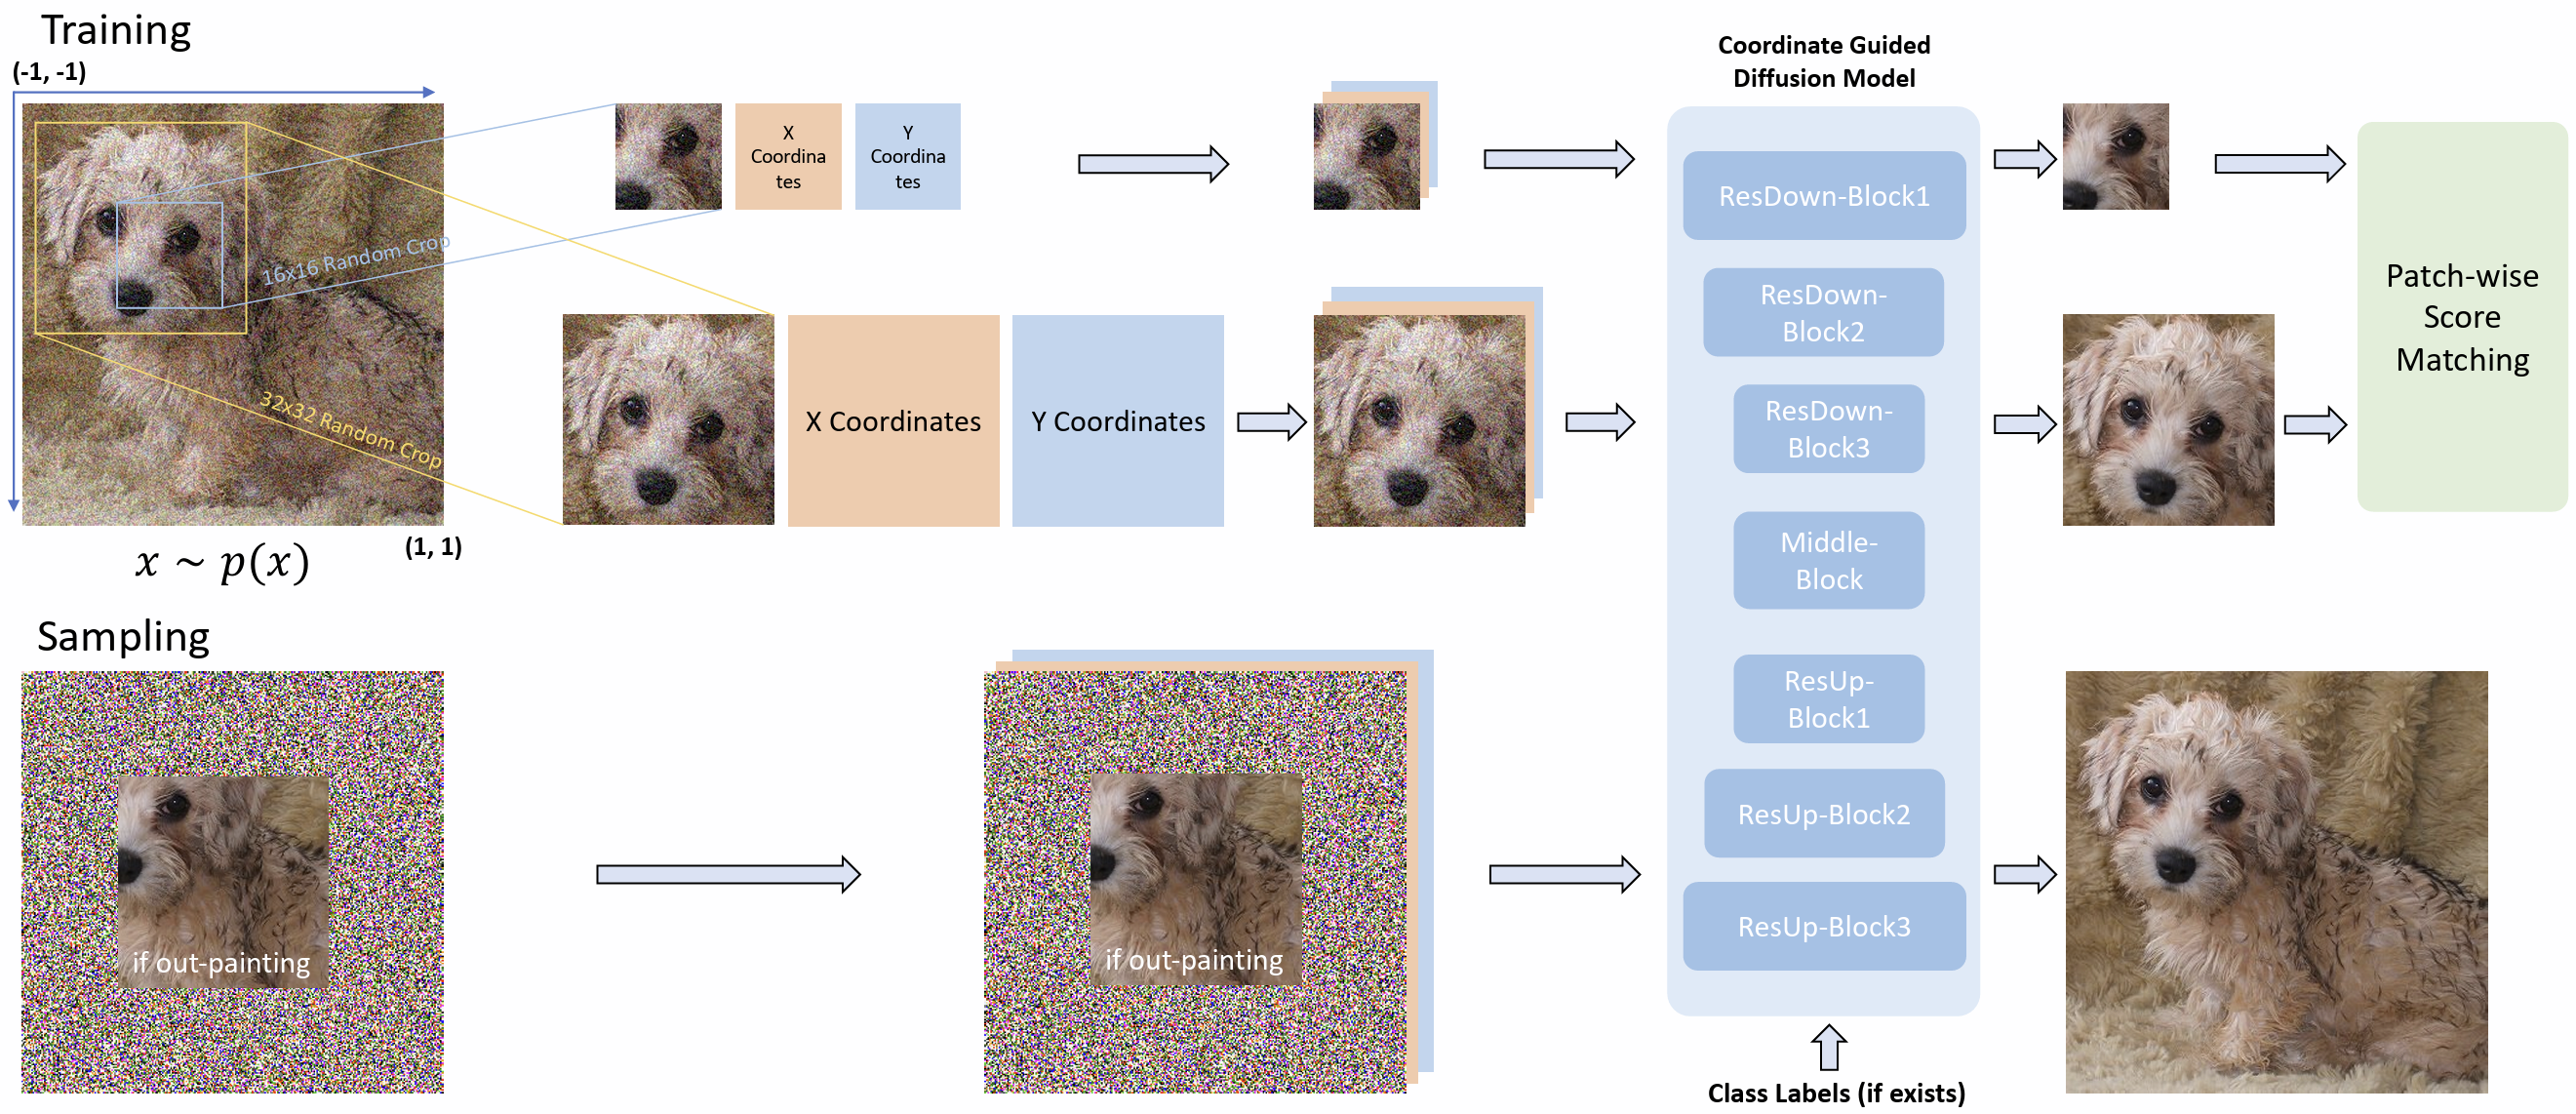 Training
(-1, -1)
16x16 Random Crop
32x32 Random Crop
(1, 1)
x ~ p(x)
X
Coordina
tes
Y
Coordina
tes
X Coordinates
Y Coordinates
Coordinate Guided
Diffusion Model
ResDown-Block1
ResDown-
Block2
ResDown-
Block3
Middle-
Block
ResUp-
Block1
ResUp-Block2
ResUp-Block3
Class Labels (if exists)
Patch-wise
Score
Matching
Sampling
if out-painting
if out-painting